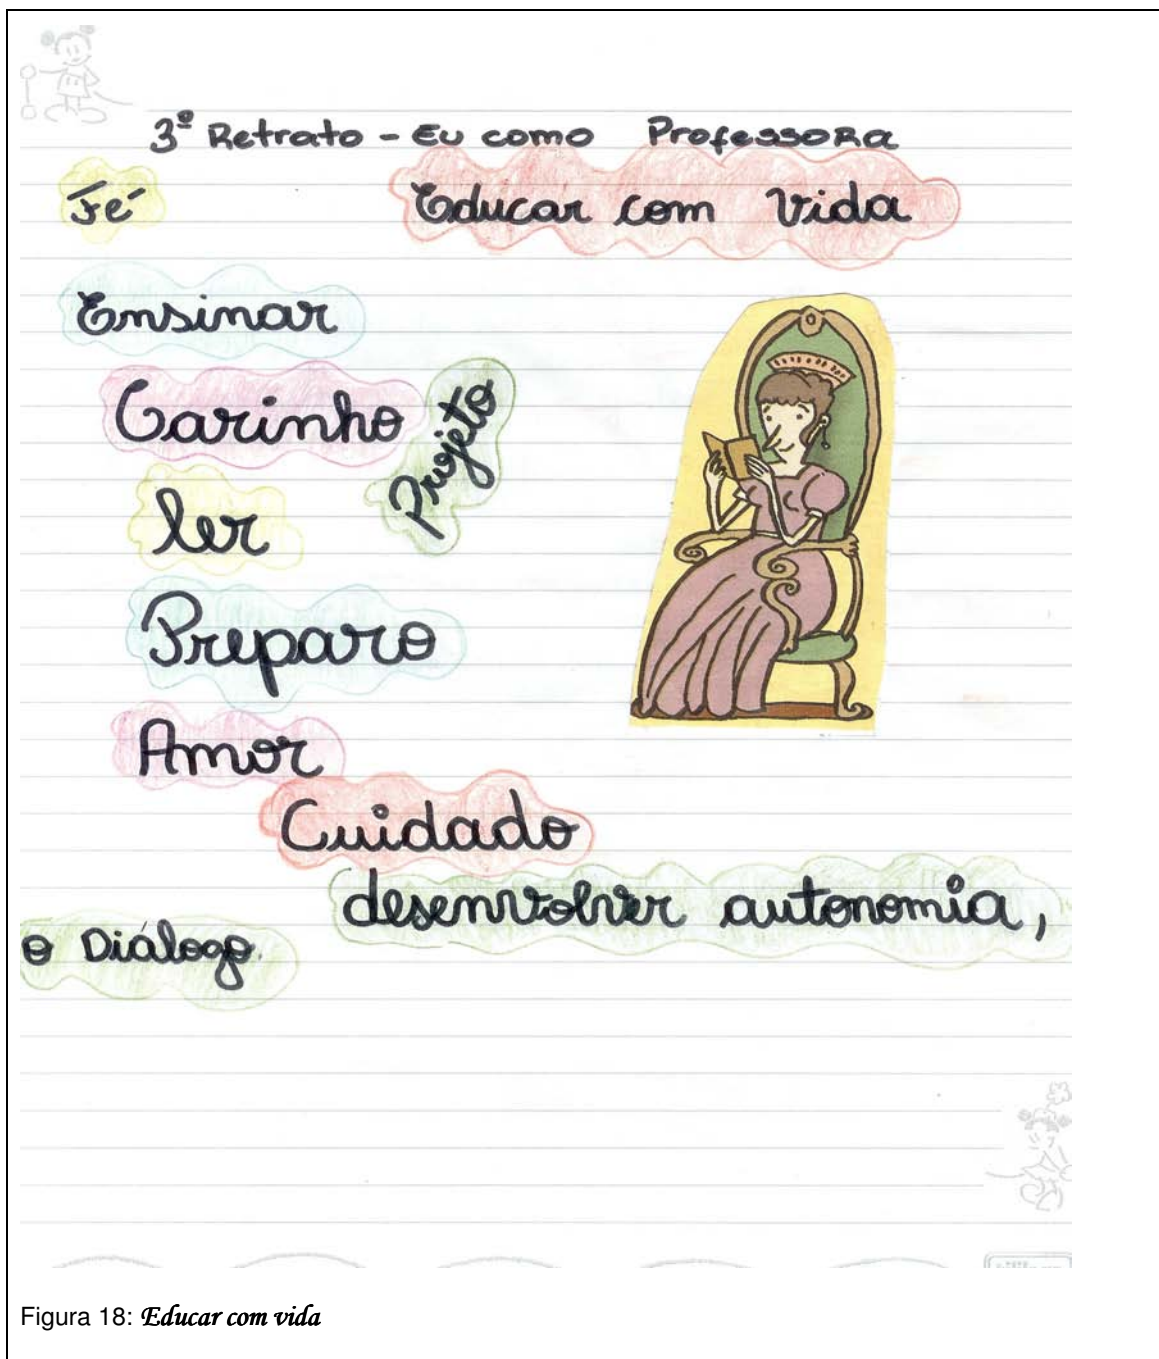 3º Retrato - Eu como Professora
Fé
Educar com Vida
Ensinar
Carinho
Projeto
ler
Preparo
Amor
Cuidado
desenvolver autonomia,
o Diálogo.
Figura 18: Educar com vida